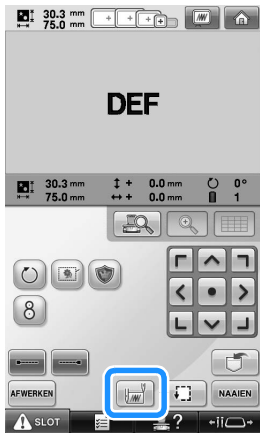 30.3 mm
75.0 mm
DEF
30.3 mm + 0.0 mm 0°
75.0 mm + 0.0 mm 1
8
AFWERKEN NAAIEN
SLOT ?